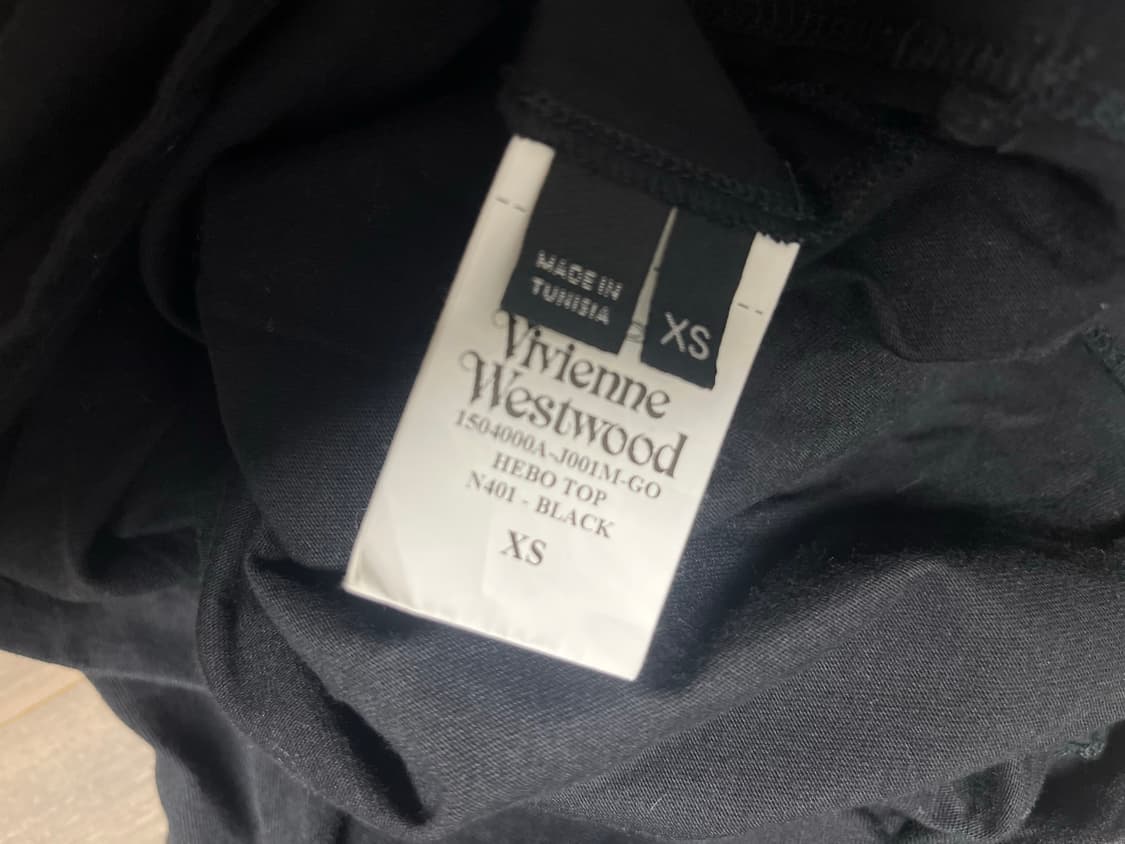 MADE IN
TUNISIA
XS
Vivienne
Westwood
1504000A-J001M-GO
HEBO TOP
N401 - BLACK
XS